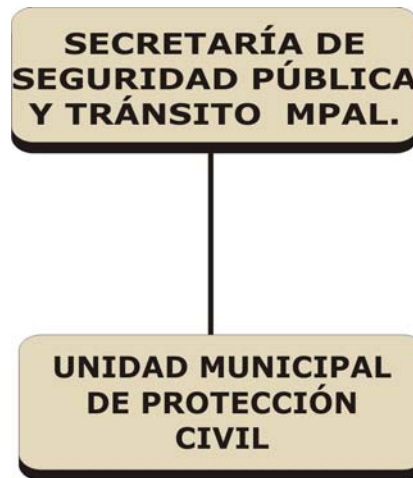 SECRETARÍA DE
SEGURIDAD PÚBLICA
Y TRÁNSITO MPAL.
UNIDAD MUNICIPAL
DE PROTECCIÓN
CIVIL